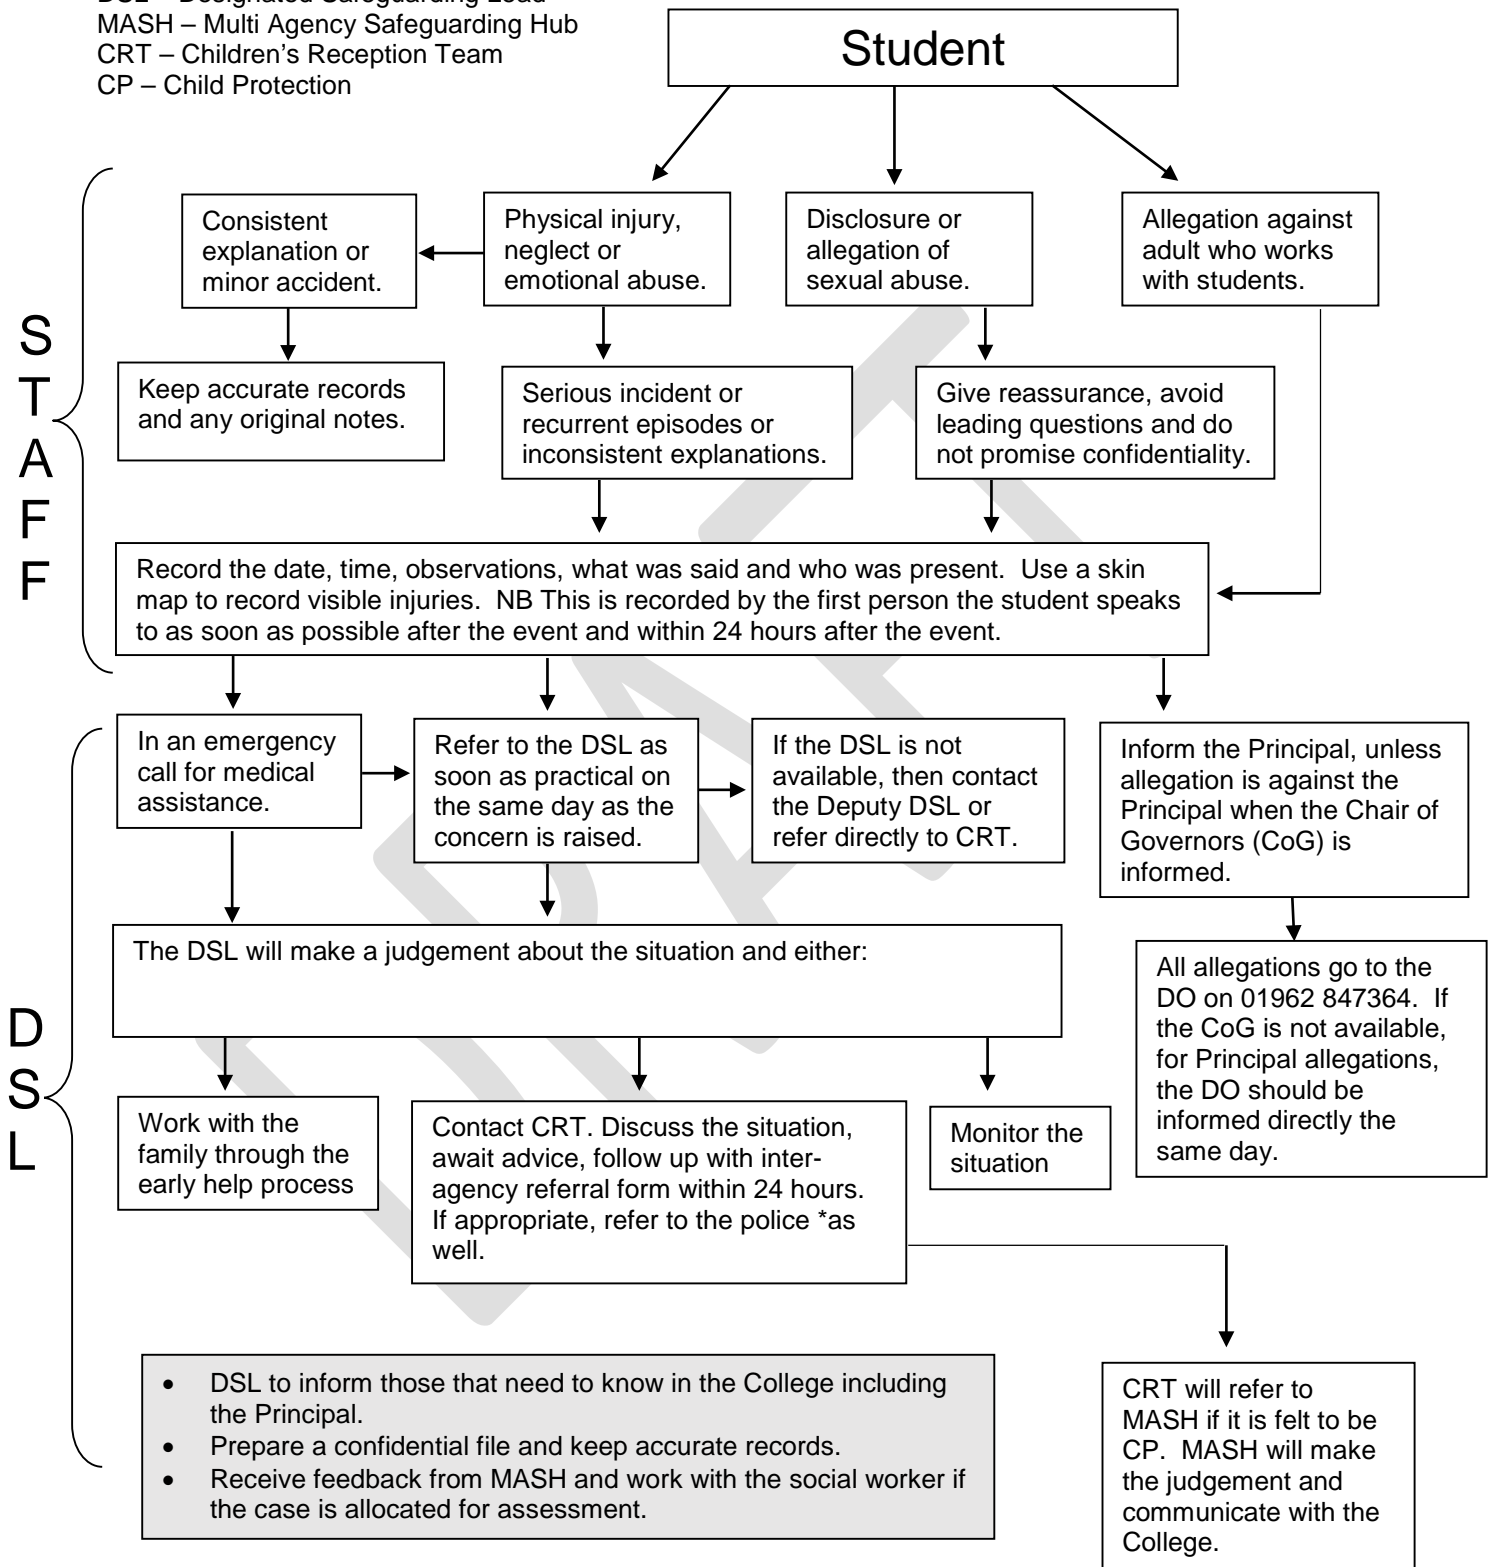 DSL – Designated Safeguarding Lead
MASH – Multi Agency Safeguarding Hub
CRT – Children's Reception Team
CP – Child Protection
Student
STAFF
Consistent
explanation or
minor accident.
Physical injury,
neglect or
emotional abuse.
Disclosure or
allegation of
sexual abuse.
Allegation against
adult who works
with students.
Keep accurate records
and any original notes.
Serious incident or
recurrent episodes or
inconsistent explanations.
Give reassurance, avoid
leading questions and do
not promise confidentiality.
Record the date, time, observations, what was said and who was present.  Use a skin
map to record visible injuries.  NB This is recorded by the first person the student speaks
to as soon as possible after the event and within 24 hours after the event.
DSL
In an emergency
call for medical
assistance.
Refer to the DSL as
soon as practical on
the same day as the
concern is raised.
If the DSL is not
available, then contact
the Deputy DSL or
refer directly to CRT.
Inform the Principal, unless
allegation is against the
Principal when the Chair of
Governors (CoG) is
informed.
The DSL will make a judgement about the situation and either:
All allegations go to the
DO on 01962 847364.  If
the CoG is not available,
for Principal allegations,
the DO should be
informed directly the
same day.
Work with the
family through the
early help process
Contact CRT. Discuss the situation,
await advice, follow up with inter-
agency referral form within 24 hours.
If appropriate, refer to the police *as
well.
Monitor the
situation
• DSL to inform those that need to know in the College including
the Principal.
• Prepare a confidential file and keep accurate records.
• Receive feedback from MASH and work with the social worker if
the case is allocated for assessment.
CRT will refer to
MASH if it is felt to be
CP.  MASH will make
the judgement and
communicate with the
College.
DRAFT